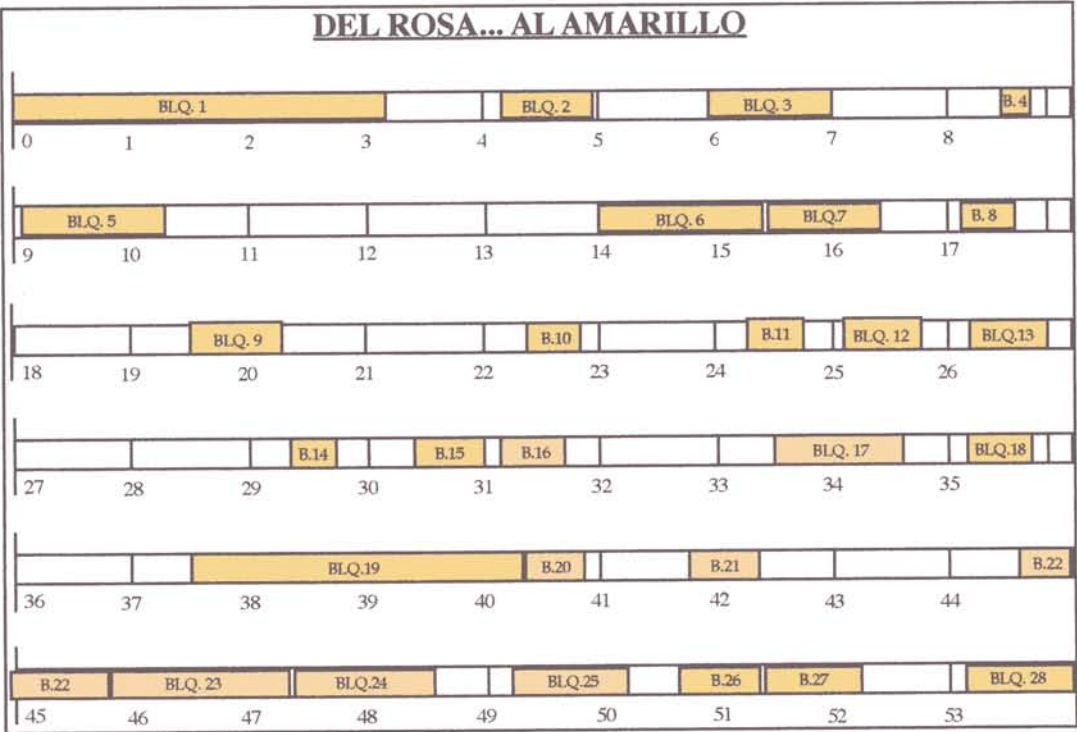 DEL ROSA... AL AMARILLO
BLQ. 1 BLQ. 2 BLQ. 3 B. 4
0 1 2 3 4 5 6 7 8
BLQ. 5 BLQ. 6 BLQ.7 B. 8
9 10 11 12 13 14 15 16 17
BLQ. 9 B.10 B.11 BLQ. 12 BLQ.13
18 19 20 21 22 23 24 25 26
B.14 B.15 B.16 BLQ. 17 BLQ.18
27 28 29 30 31 32 33 34 35
BLQ.19 B.20 B.21 B.22
36 37 38 39 40 41 42 43 44
B.22 BLQ. 23 BLQ.24 BLQ.25 B.26 B.27 BLQ. 28
45 46 47 48 49 50 51 52 53